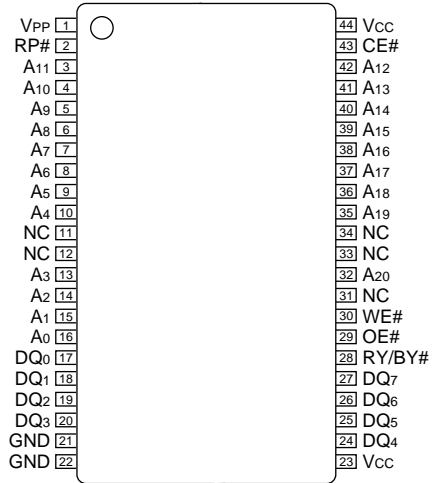 VPP 1 44 VCC
RP# 2 43 CE#
A11 3 42 A12
A10 4 41 A13
A9 5 40 A14
A8 6 39 A15
A7 7 38 A16
A6 8 37 A17
A5 9 36 A18
A4 10 35 A19
NC 11 34 NC
NC 12 33 NC
A3 13 32 A20
A2 14 31 NC
A1 15 30 WE#
A0 16 29 OE#
DQ0 17 28 RY/BY#
DQ1 18 27 DQ7
DQ2 19 26 DQ6
DQ3 20 25 DQ5
GND 21 24 DQ4
GND 22 23 VCC